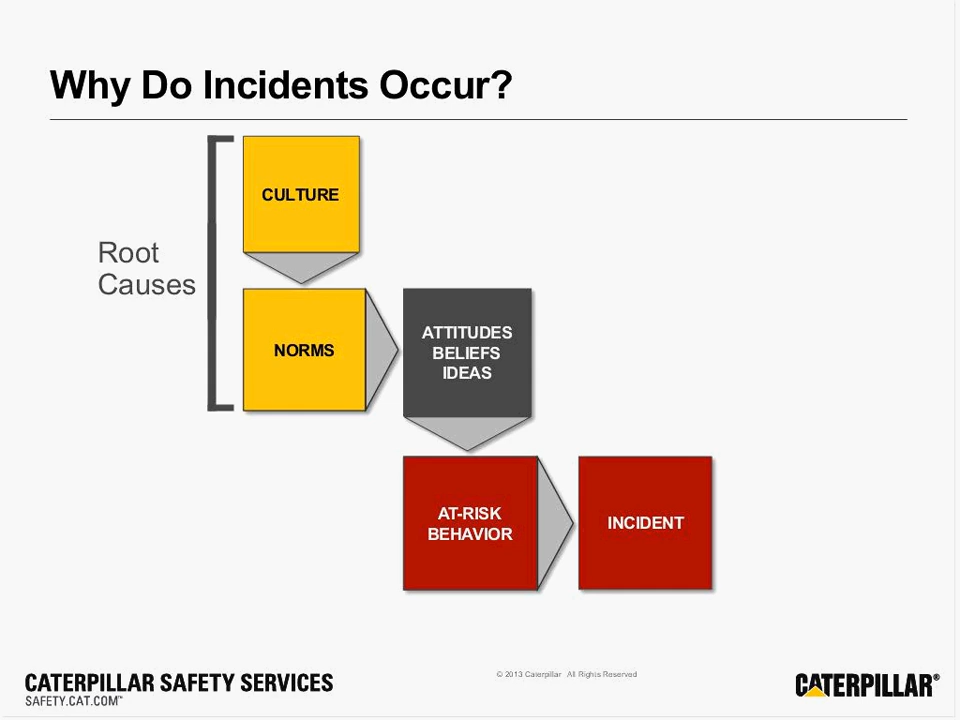 Why Do Incidents Occur?
CULTURE
Root
Causes
NORMS
ATTITUDES
BELIEFS
IDEAS
AT-RISK
BEHAVIOR
INCIDENT
© 2013 Caterpillar All Rights Reserved
CATERPILLAR SAFETY SERVICES
SAFETY.CAT.COM™
CATERPILLAR®